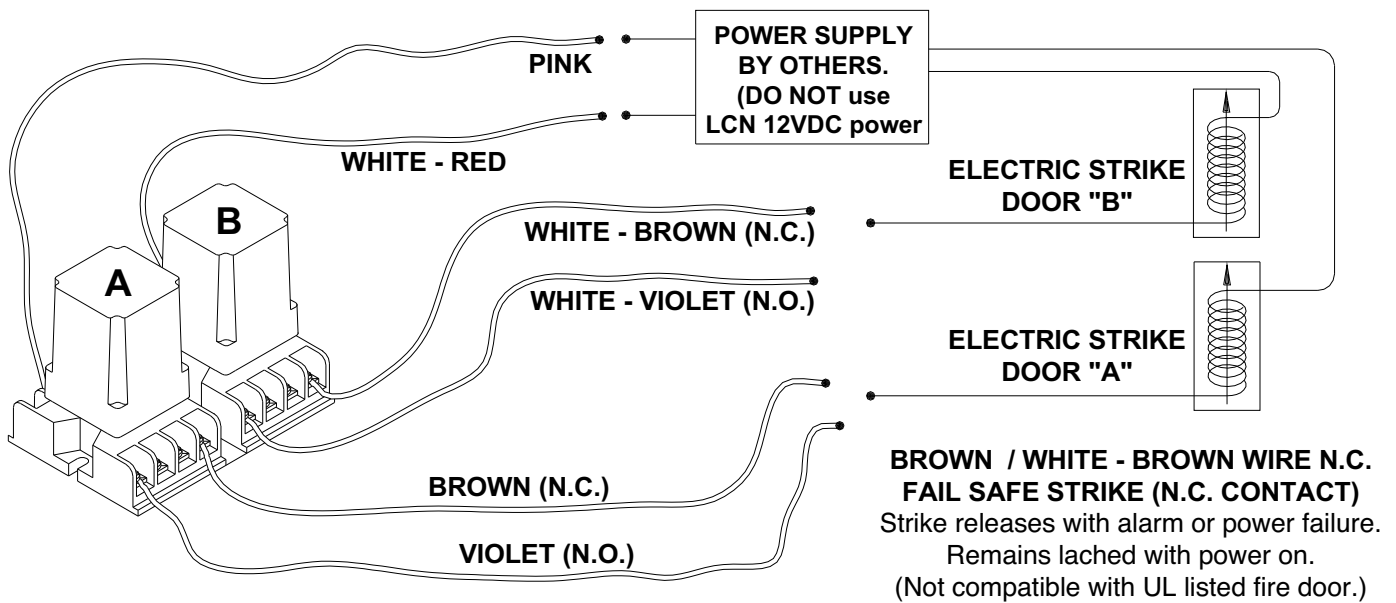 POWER SUPPLY
BY OTHERS.
(DO NOT use
LCN 12VDC power
PINK
WHITE - RED
ELECTRIC STRIKE
DOOR "B"
B
WHITE - BROWN (N.C.)
A
WHITE - VIOLET (N.O.)
ELECTRIC STRIKE
DOOR "A"
BROWN (N.C.)
VIOLET (N.O.)
BROWN / WHITE - BROWN WIRE N.C.
FAIL SAFE STRIKE (N.C. CONTACT)
Strike releases with alarm or power failure.
Remains lached with power on.
(Not compatible with UL listed fire door.)